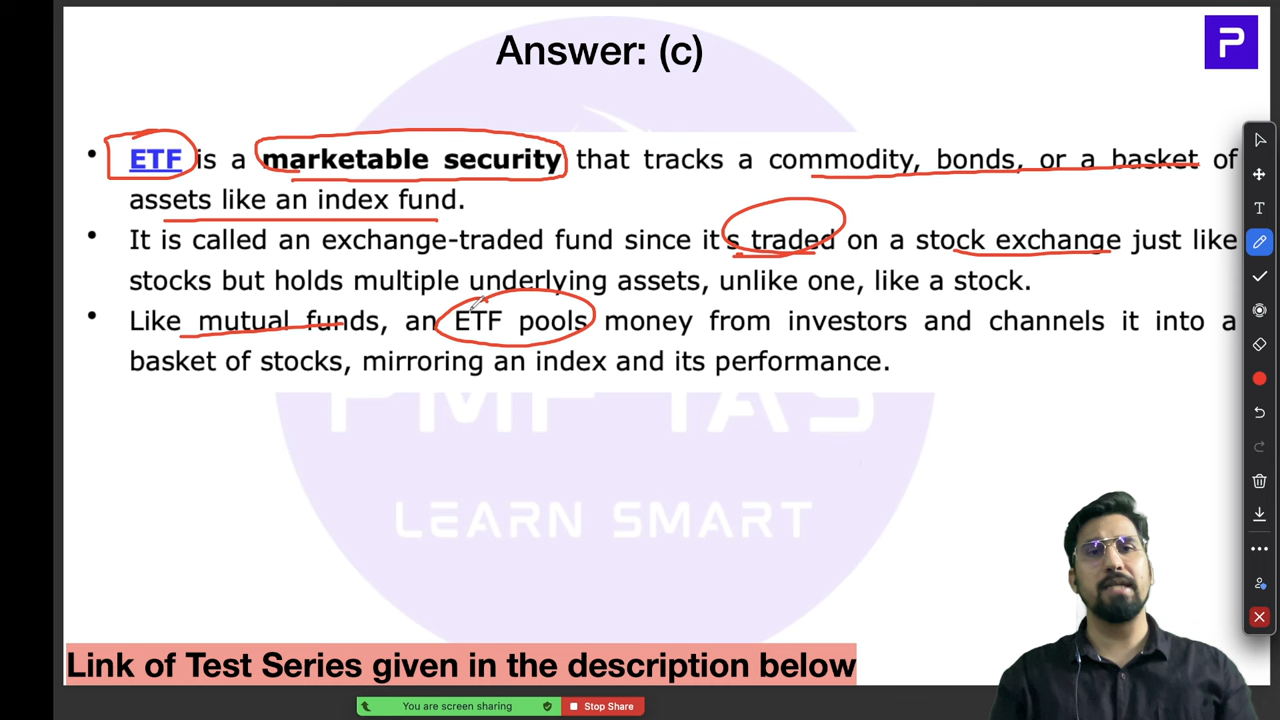 Answer: (c)
P
• ETF is a marketable security that tracks a commodity, bonds, or a basket of
assets like an index fund.
• It is called an exchange-traded fund since it's traded on a stock exchange just like
stocks but holds multiple underlying assets, unlike one, like a stock.
• Like mutual funds, an ETF pools money from investors and channels it into a
basket of stocks, mirroring an index and its performance.
PMF IAS
LEARN SMART
Link of Test Series given in the description below
You are screen sharing
Stop Share
T